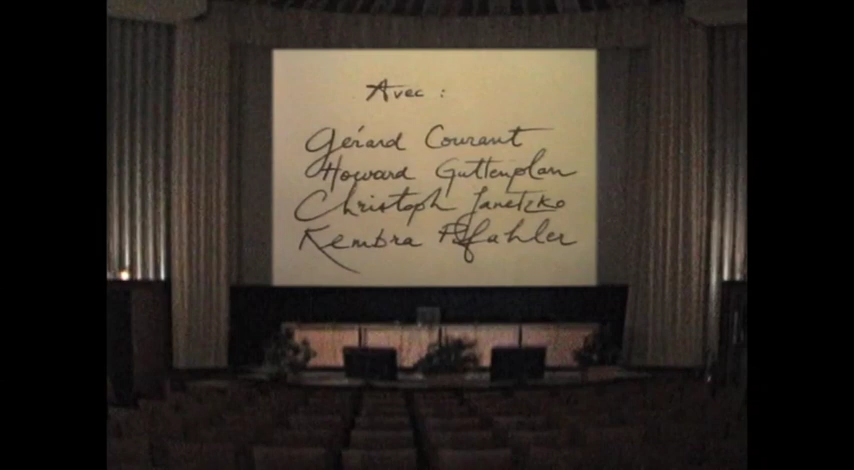 Avec :
Gérard Courant
Howard Guttenplan
Christoph Janetzko
Kembra Pfahler